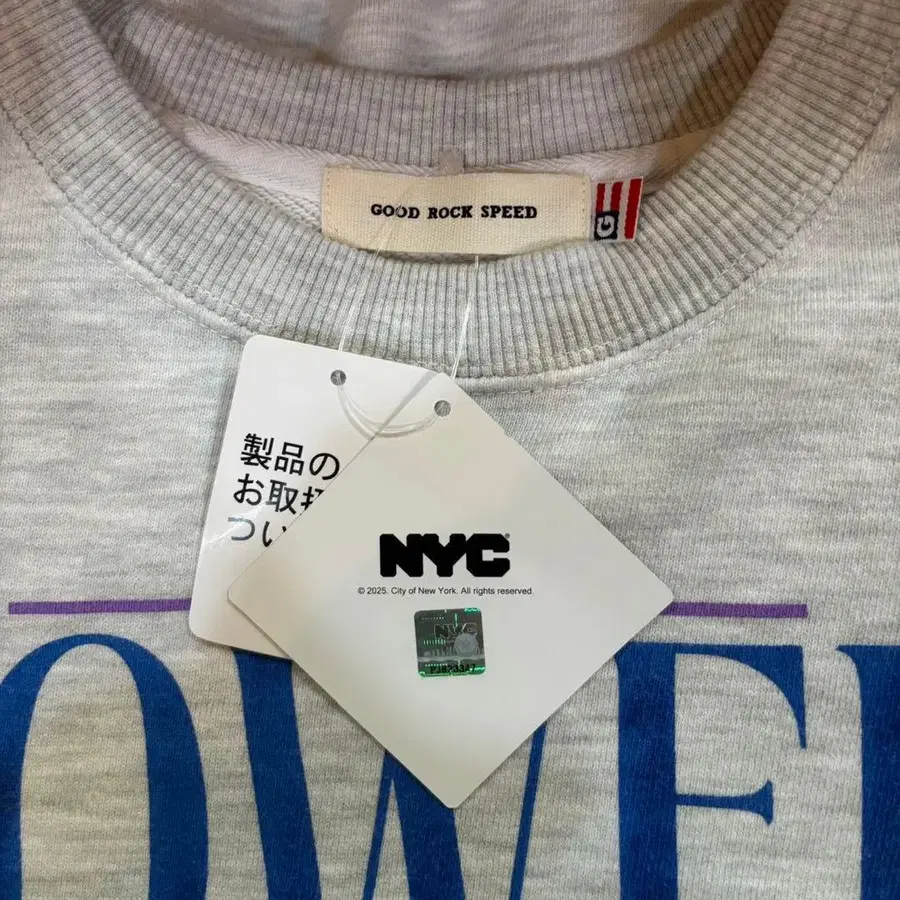 GOOD ROCK SPEED
G
製品の
お取扱
つい
NYC
© 2025. City of New York. All rights reserved.
NYC
OWE